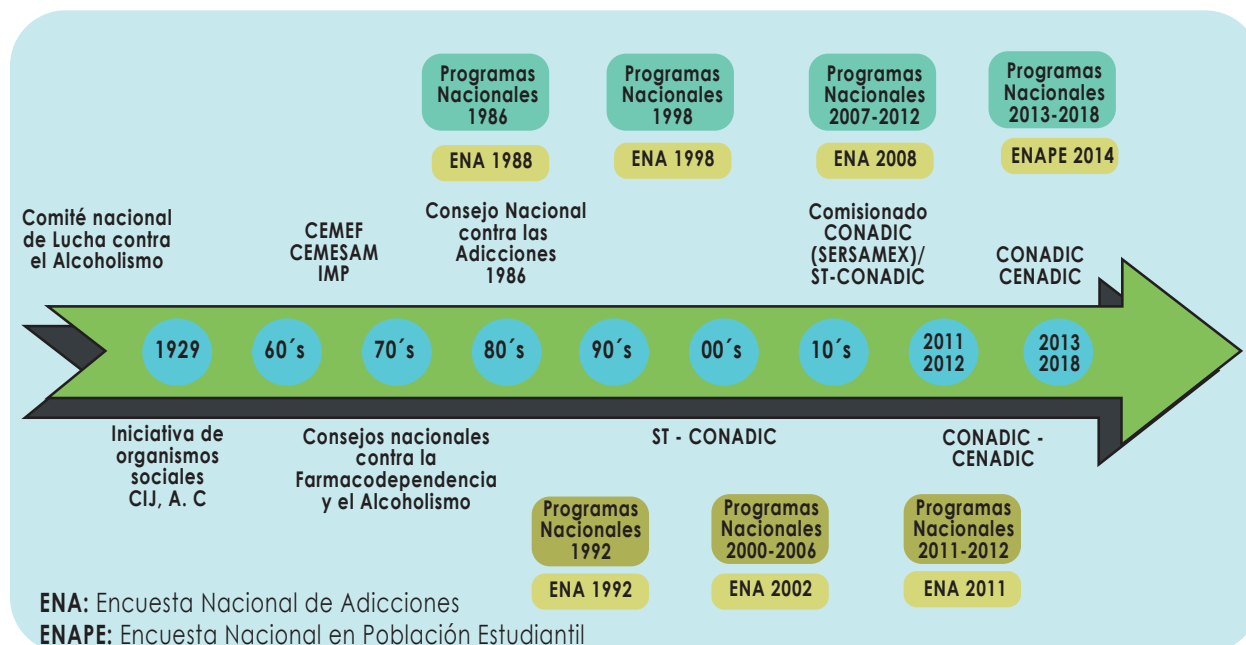 Programas
Nacionales
1986
ENA 1988
Programas
Nacionales
1998
ENA 1998
Programas
Nacionales
2007-2012
ENA 2008
Programas
Nacionales
2013-2018
ENAPE 2014
Comité nacional
de Lucha contra
el Alcoholismo
CEMEF
CEMESAM
IMP
Consejo Nacional
contra las
Adicciones
1986
Comisionado
CONADIC
(SERSAMEX)/
ST-CONADIC
CONADIC
CENADIC
1929
60´s
70´s
80´s
90´s
00´s
10´s
2011
2012
2013
2018
Iniciativa de
organismos
sociales
CIJ, A. C
Consejos nacionales
contra la
Farmacodependencia
y el Alcoholismo
ST - CONADIC
CONADIC -
CENADIC
Programas
Nacionales
1992
ENA 1992
Programas
Nacionales
2000-2006
ENA 2002
Programas
Nacionales
2011-2012
ENA 2011
ENA: Encuesta Nacional de Adicciones
ENAPE: Encuesta Nacional en Población Estudiantil